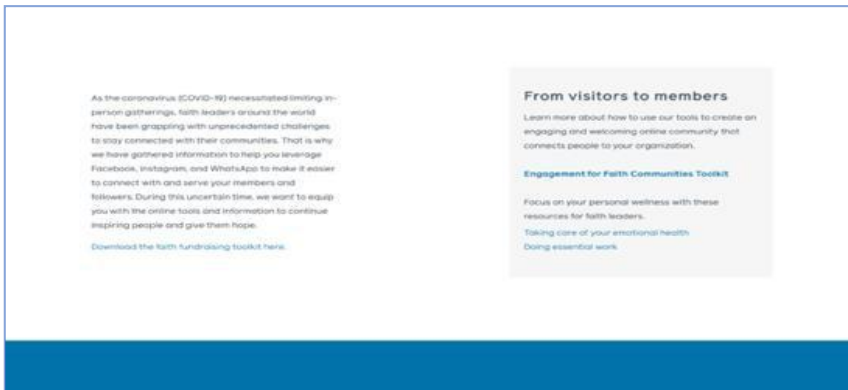 As the coronavirus (COVID-19) necessitated limiting in-
person gatherings, faith leaders around the world
have been grappling with unprecedented challenges
to stay connected with their communities. That is why
we have gathered information to help you leverage
Facebook, Instagram, and WhatsApp to make it easier
to connect with and serve your members and
followers. During this uncertain time, we want to equip
you with the online tools and information to continue
inspiring people and give them hope.
Download the faith fundraising toolkit here.
From visitors to members
Learn more about how to use our tools to create an
engaging and welcoming online community that
connects people to your organization.
Engagement for Faith Communities Toolkit
Focus on your personal wellness with these
resources for faith leaders.
Taking care of your emotional health
Doing essential work